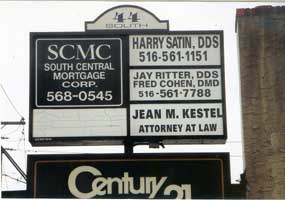 44
SOUTH
SCMC
SOUTH CENTRAL
MORTGAGE
CORP.
568-0545
HARRY SATIN, DDS
516-561-1151
JAY RITTER, DDS
FRED COHEN, DMD
516-561-7788
JEAN M. KESTEL
ATTORNEY AT LAW
Century 21